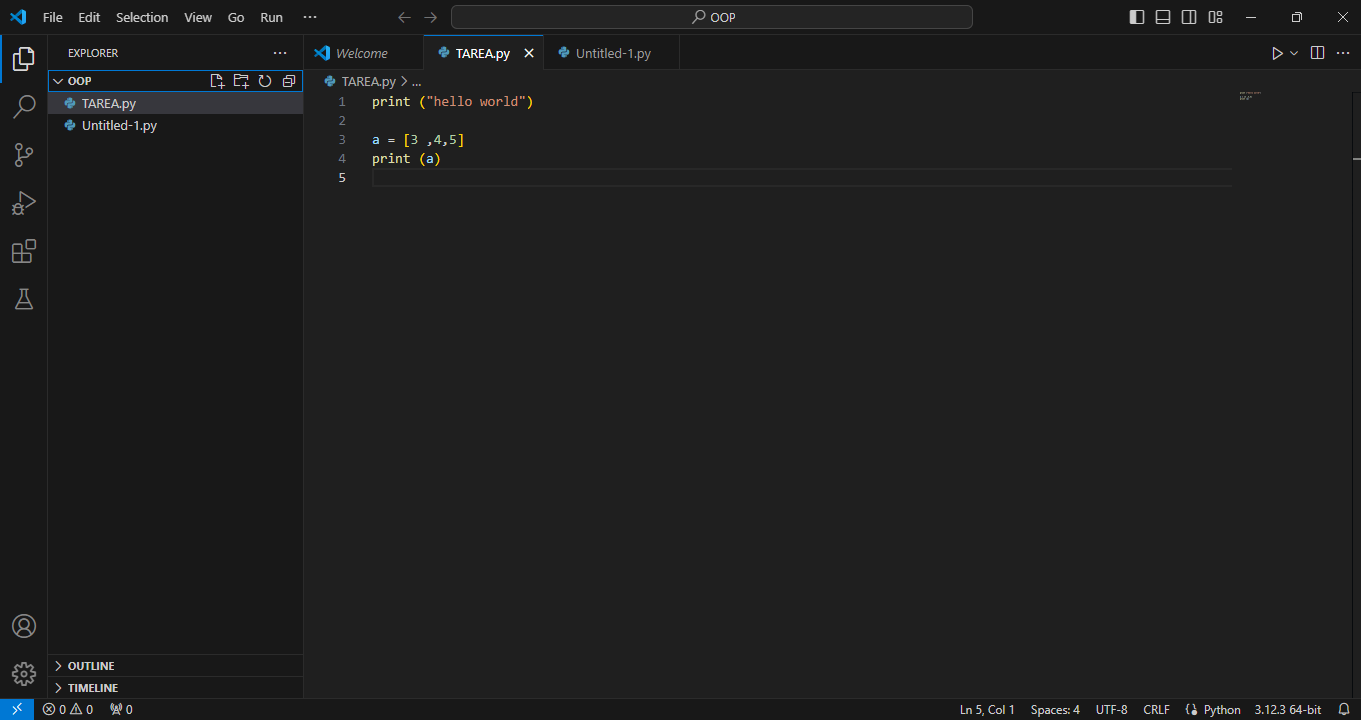 File Edit Selection View Go Run ···
OOP
EXPLORER ···
Welcome
TAREA.py
Untitled-1.py
OOP
TAREA.py
Untitled-1.py
TAREA.py > ...
1 print ("hello world")
2
3 a = [3 ,4,5]
4 print (a)
5
OUTLINE
TIMELINE
0 0 0
Ln 5, Col 1 Spaces: 4 UTF-8 CRLF Python 3.12.3 64-bit